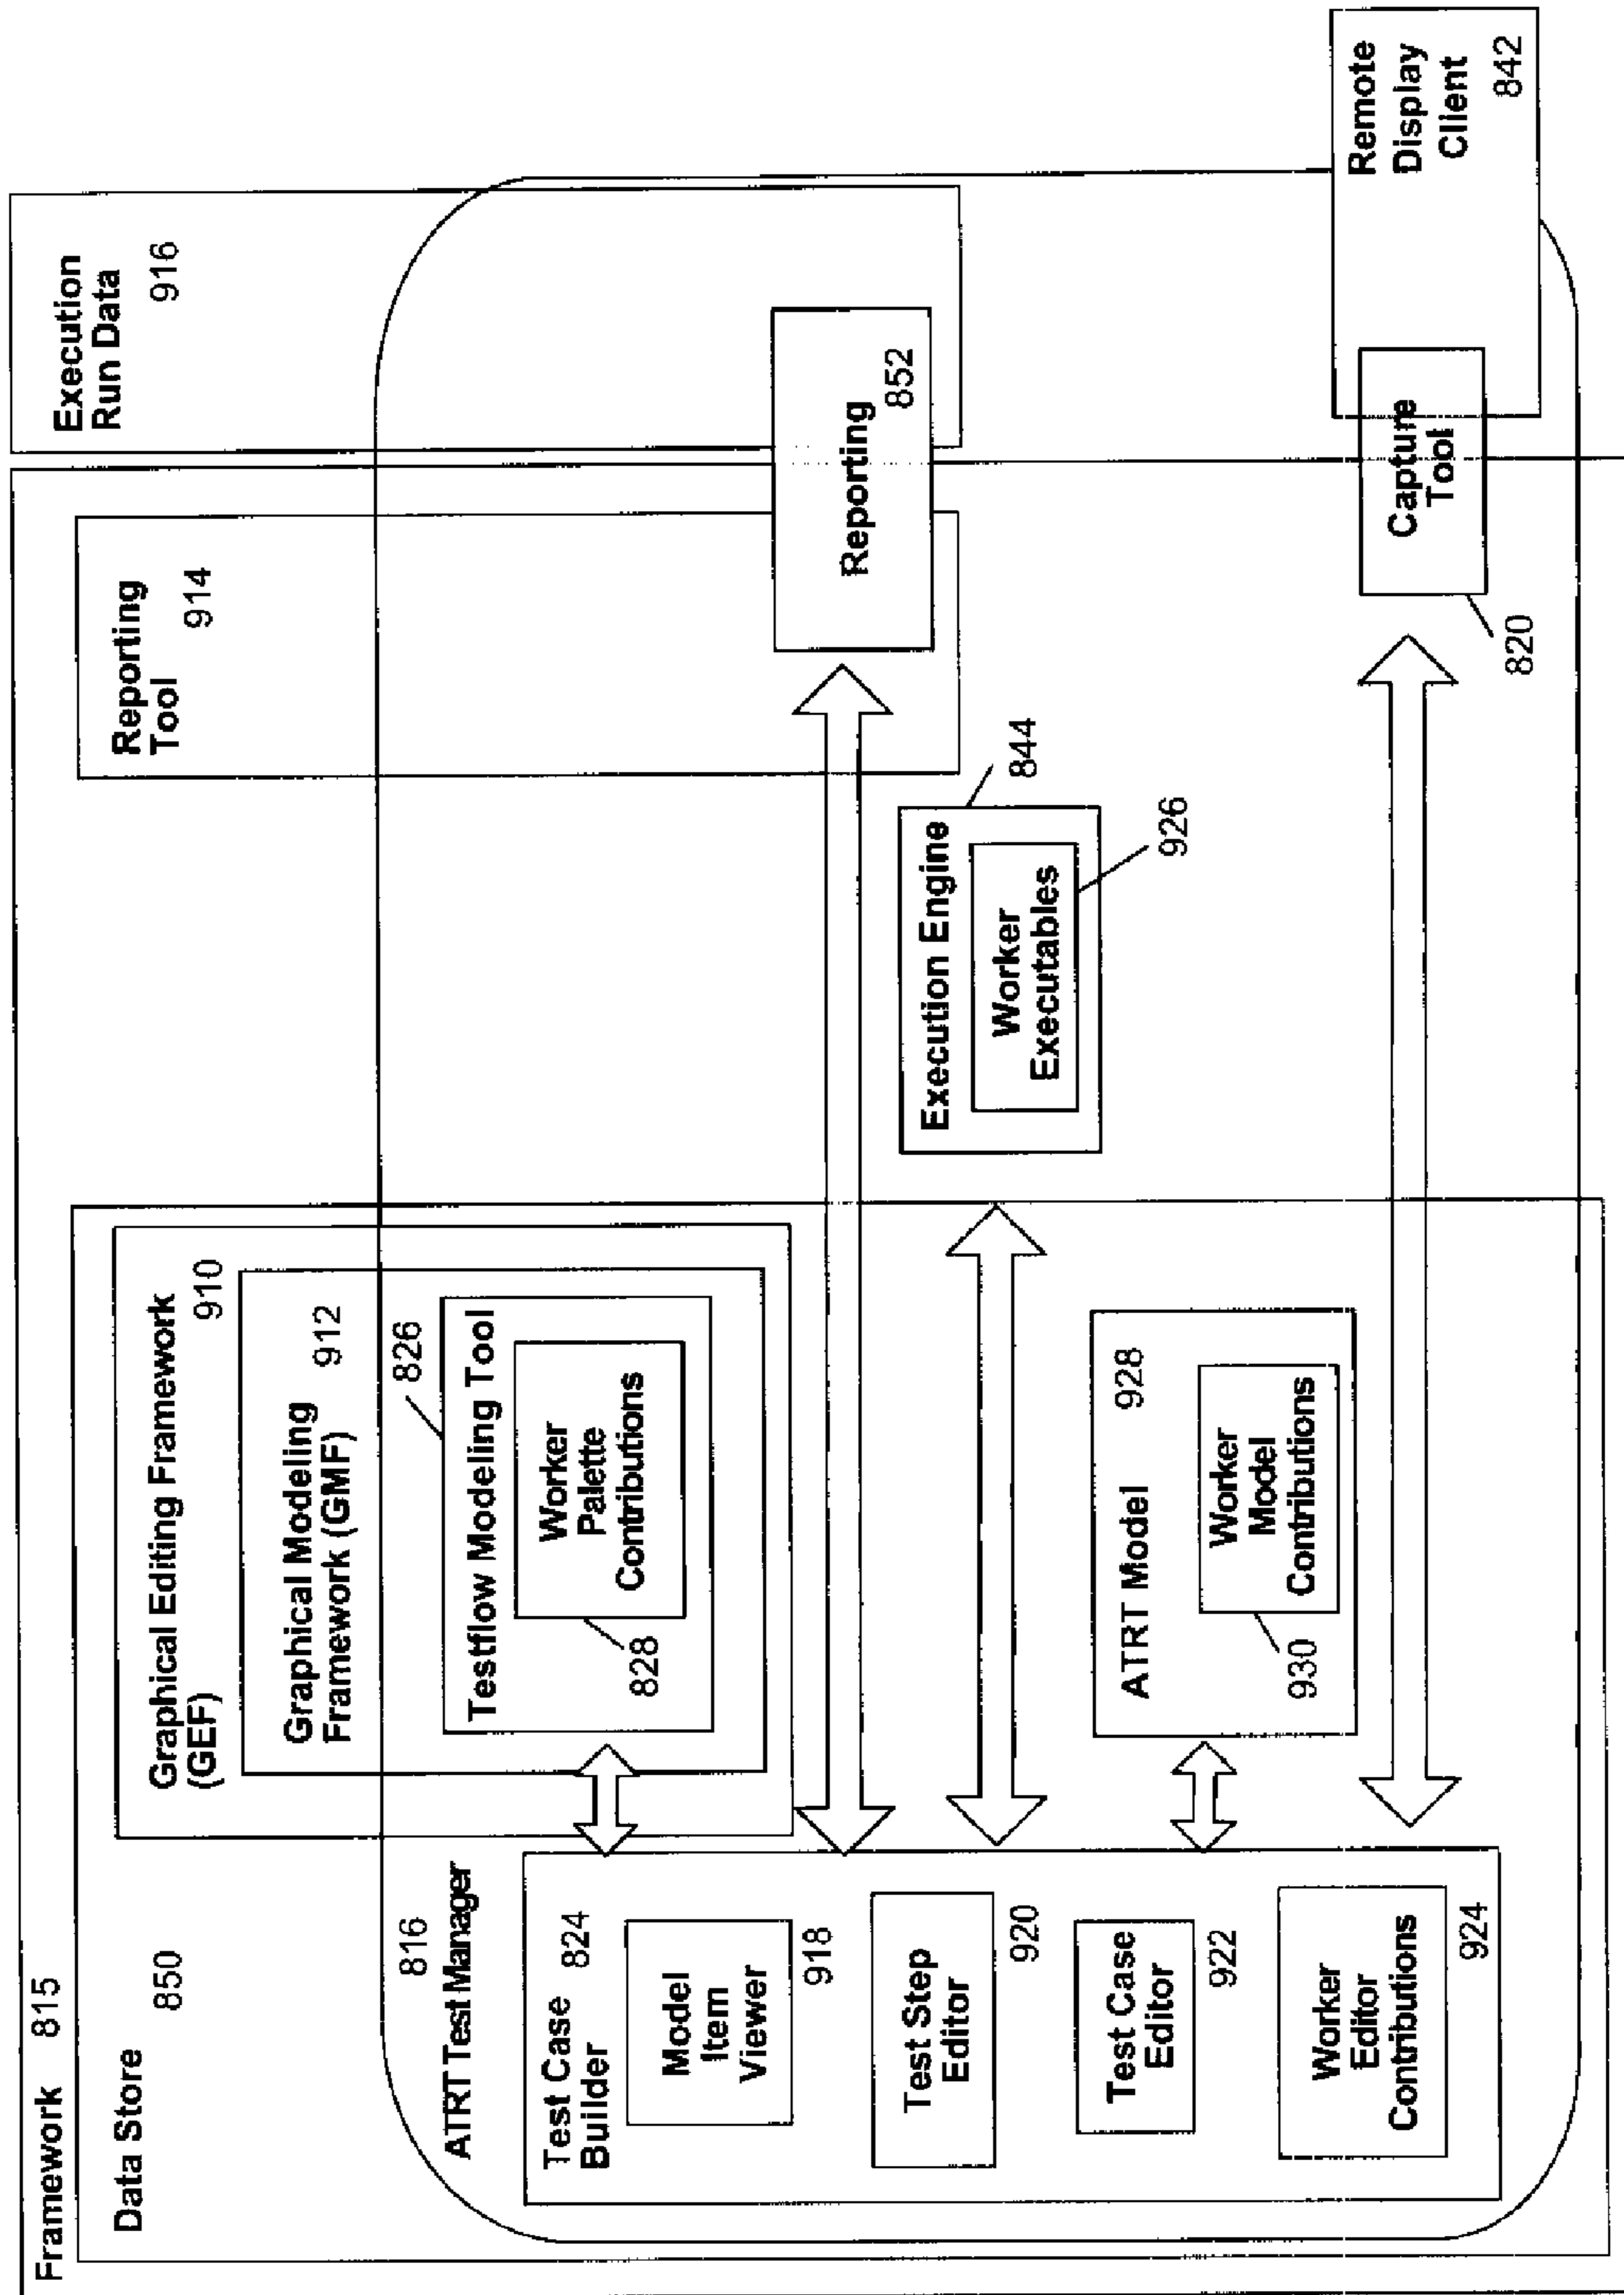 Framework 815
Data Store 850
Graphical Editing Framework
(GEF) 910
Graphical Modeling
Framework (GMF) 912
Testflow Modeling Tool
826
Worker
Palette
Contributions
828
Reporting
Tool
914
Execution
Run Data
916
816
ATRT Test Manager
Test Case
Builder
824
Model
Item
Viewer
918
Test Step
Editor
920
Test Case
Editor
922
Worker
Editor
Contributions
924
Reporting
852
Execution Engine
844
Worker
Executables
926
ATRT Model 928
Worker
Model
Contributions
930
Capture
Tool
820
Remote
Display
Client
842